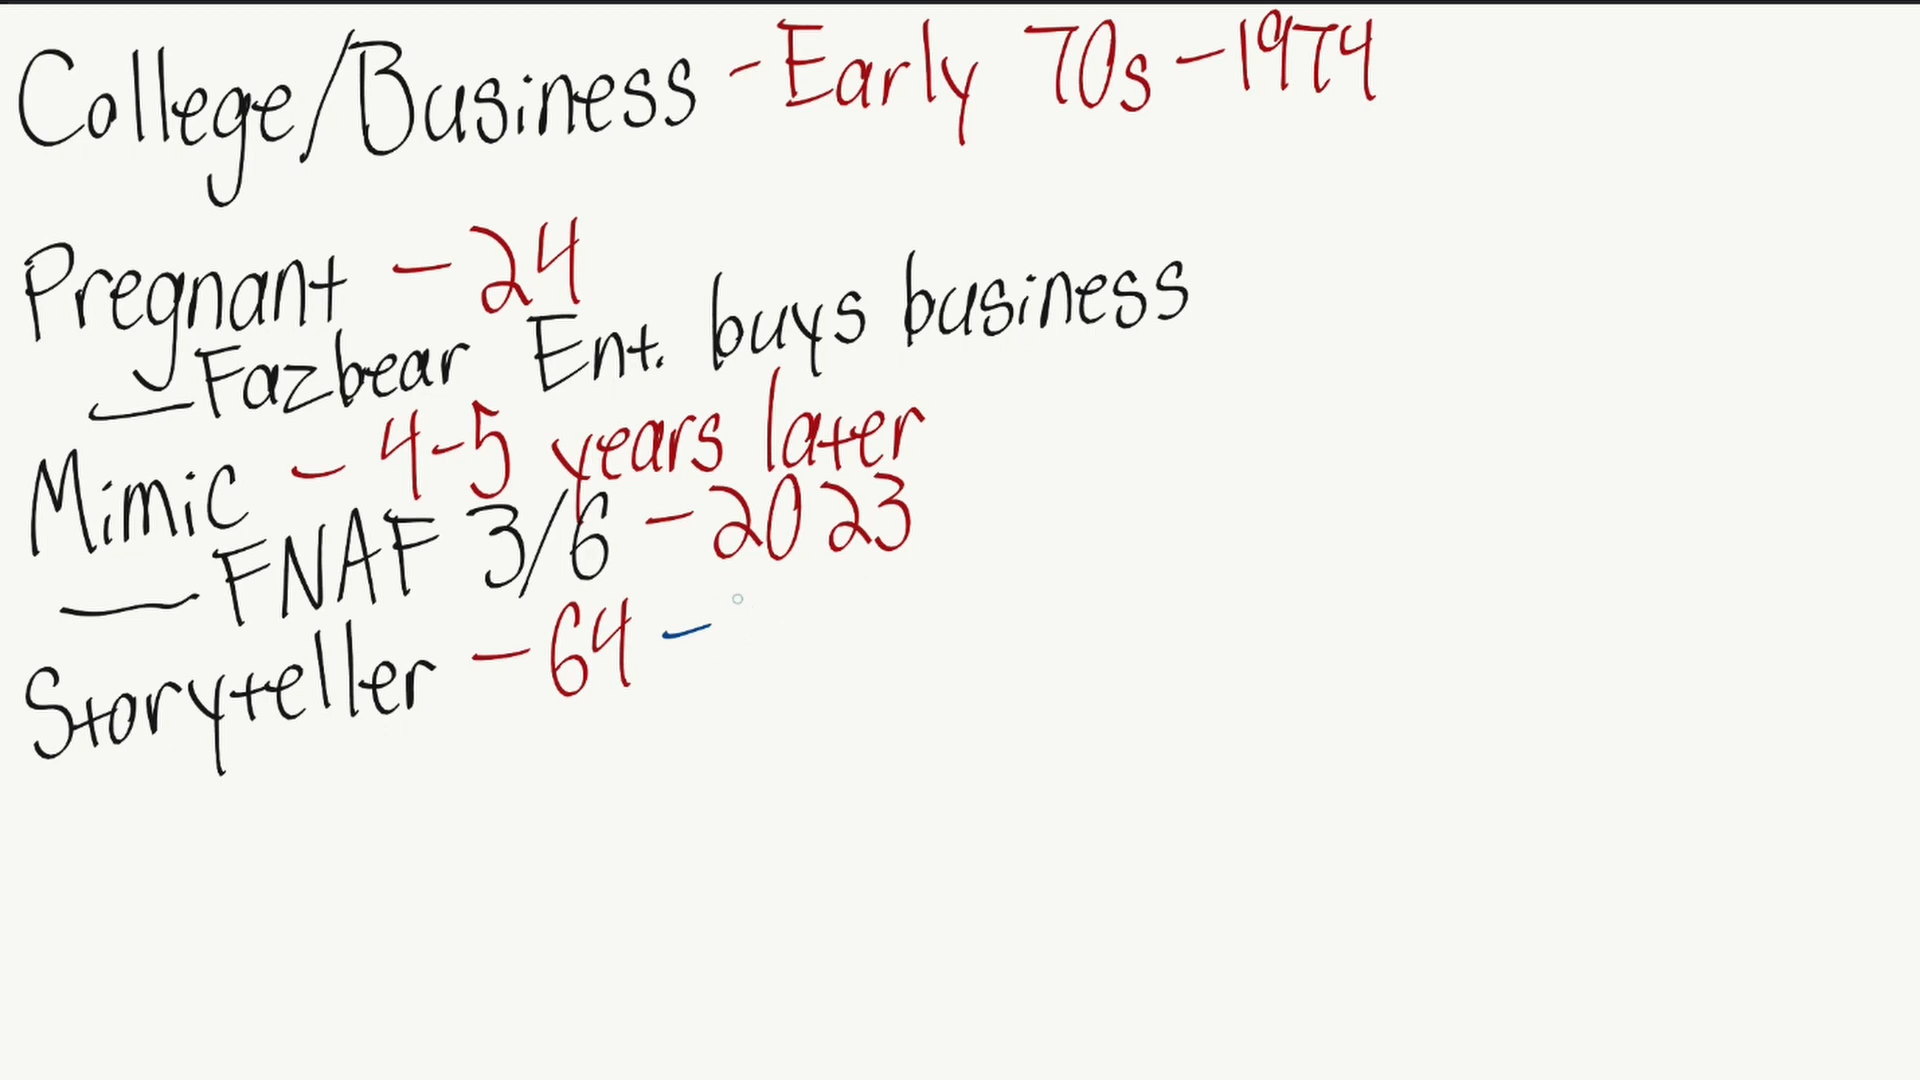 College/Business - Early 70s - 1974
Pregnant - 24
- Fazbear Ent. buys business
Mimic - 4-5 years later
- FNAF 3/6 - 2023
Storyteller - 64 -